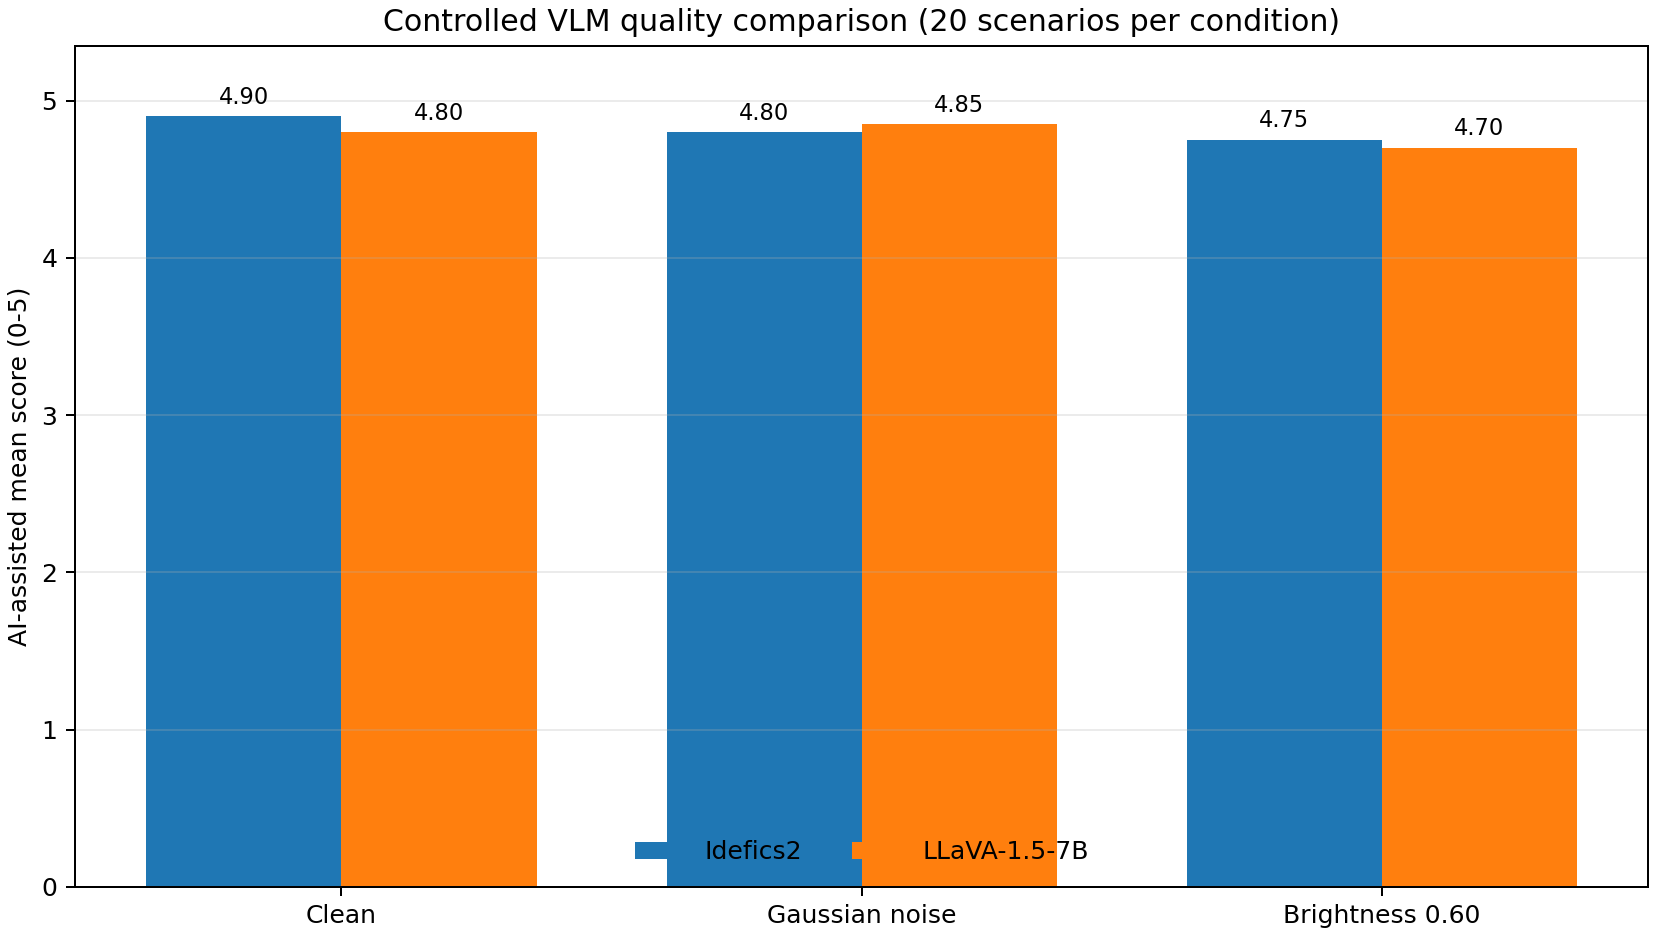 Controlled VLM quality comparison (20 scenarios per condition)
AI-assisted mean score (0-5)
5
4
3
2
1
0
4.90
4.80
4.80
4.85
4.75
4.70
Idefics2
LLaVA-1.5-7B
Clean
Gaussian noise
Brightness 0.60